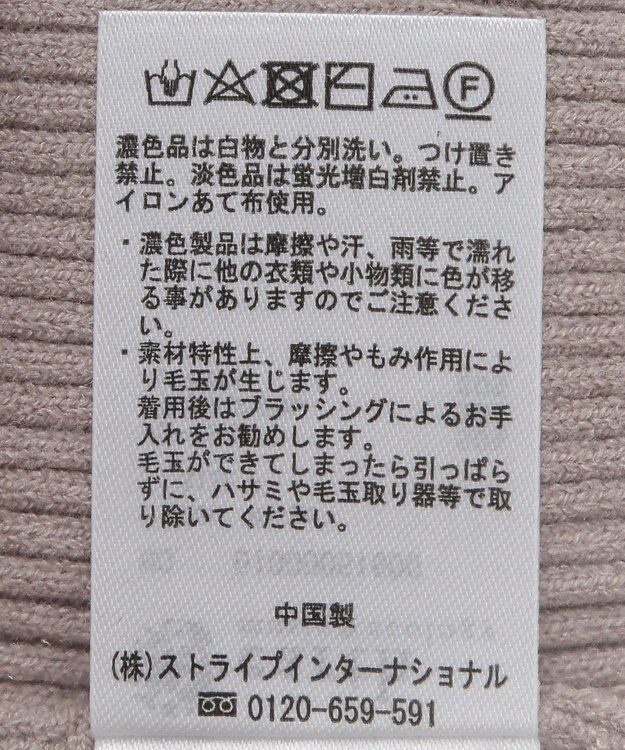 F
濃色品は白物と分別洗い。つけ置き
禁止。淡色品は蛍光増白剤禁止。ア
イロンあて布使用。
・濃色製品は摩擦や汗、雨等で濡れ
た際に他の衣類や小物類に色が移
る事がありますのでご注意くださ
い。
・素材特性上、摩擦やもみ作用によ
り毛玉が生じます。
着用後はブラッシングによるお手
入れをお勧めします。
毛玉ができてしまったら引っぱら
ずに、ハサミや毛玉取り器等で取
り除いてください。
中国製
(株)ストライプインターナショナル
0120-659-591